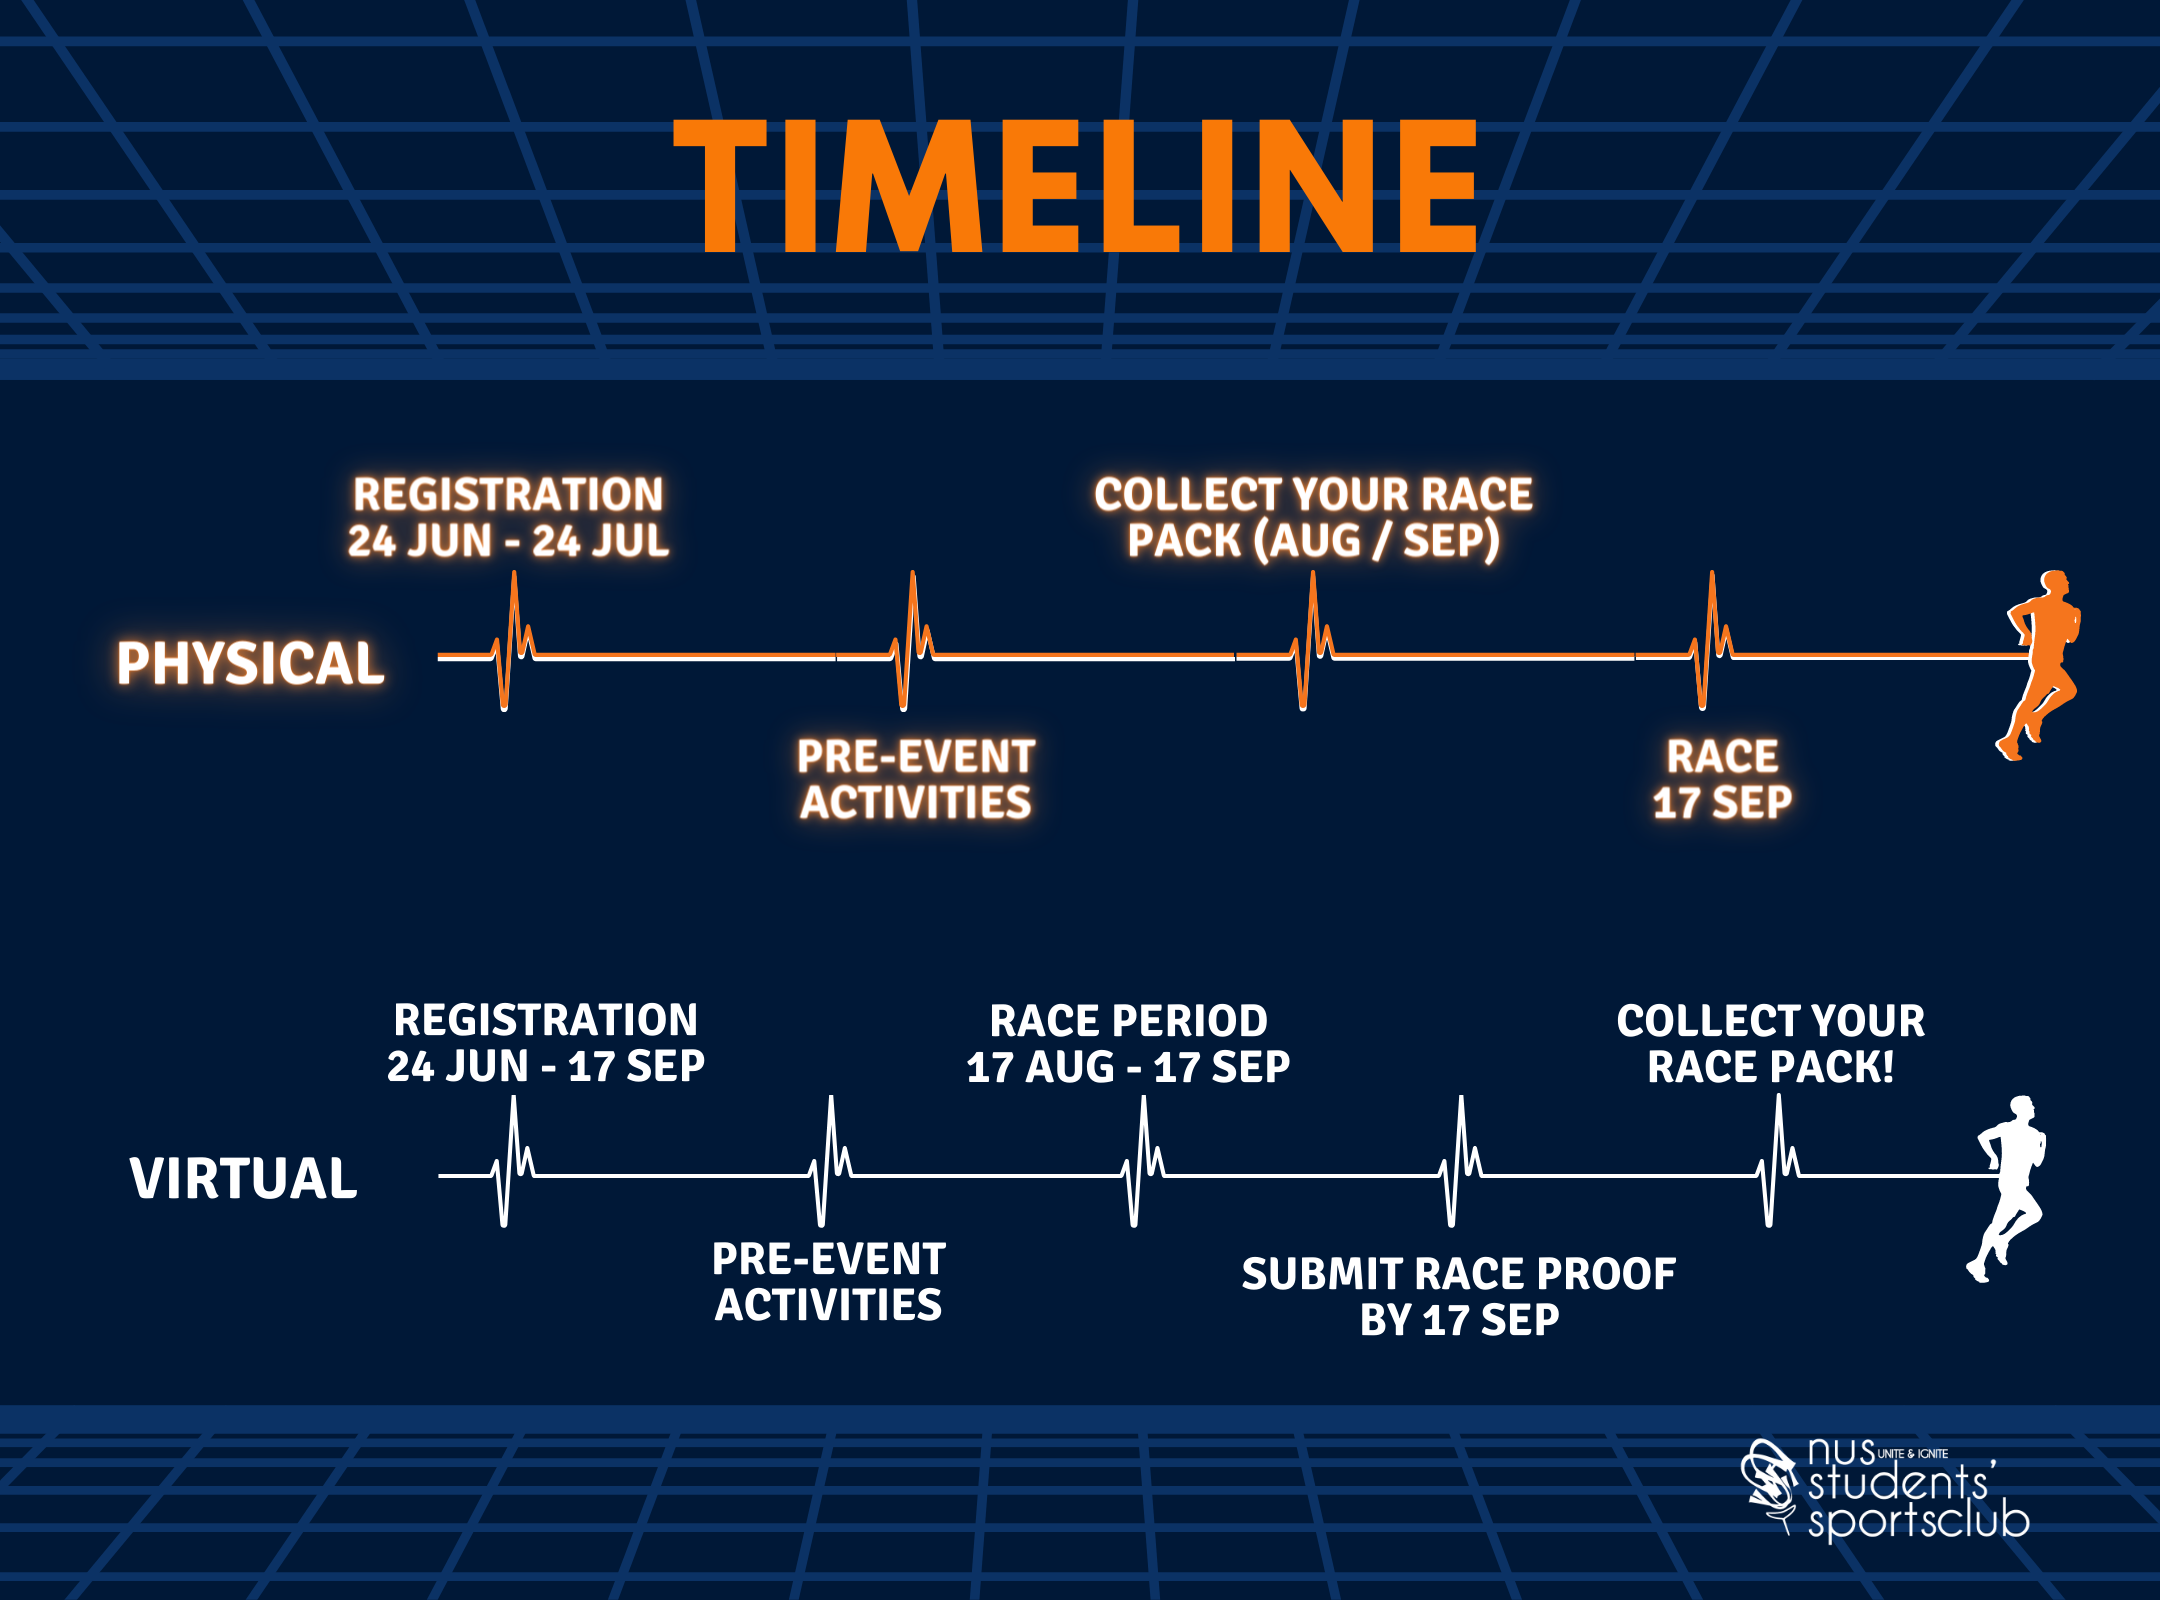 TIMELINE
REGISTRATION
24 JUN - 24 JUL
COLLECT YOUR RACE
PACK (AUG / SEP)
PHYSICAL
PRE-EVENT
ACTIVITIES
RACE
17 SEP
REGISTRATION
24 JUN - 17 SEP
RACE PERIOD
17 AUG - 17 SEP
COLLECT YOUR
RACE PACK!
VIRTUAL
PRE-EVENT
ACTIVITIES
SUBMIT RACE PROOF
BY 17 SEP
nus UNITE & IGNITE
students'
sportsclub